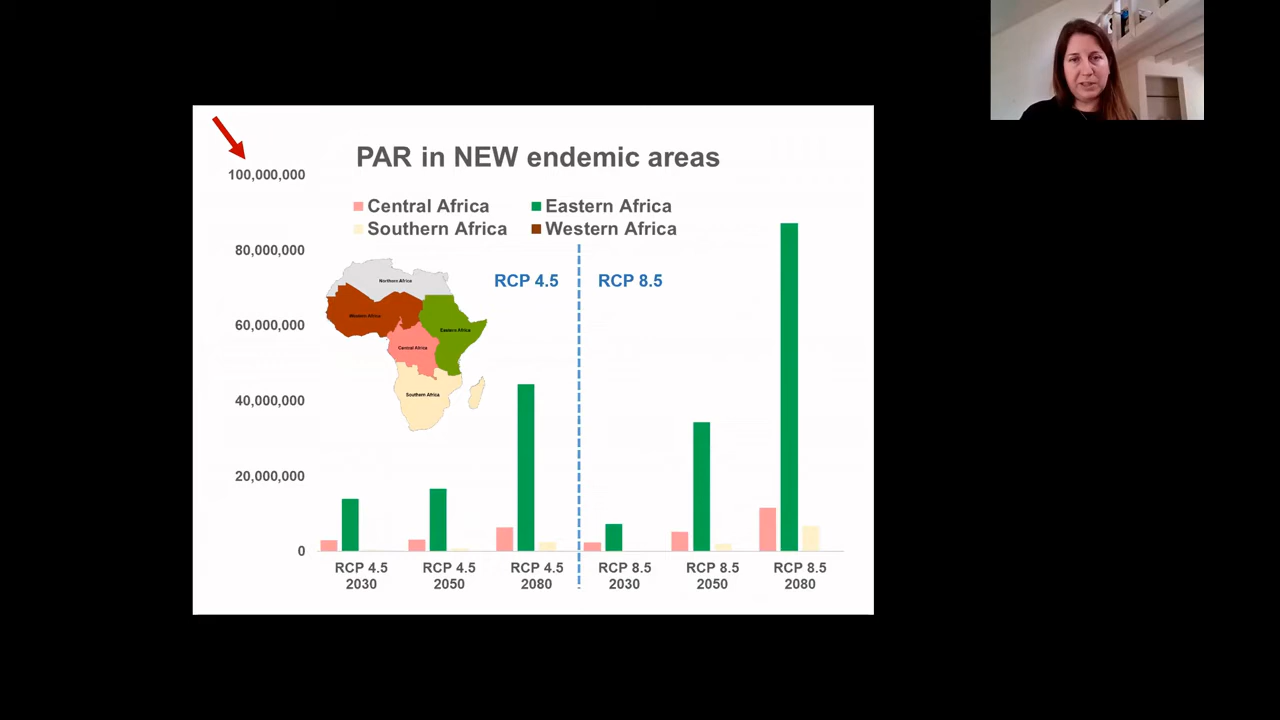 PAR in NEW endemic areas
100,000,000
Central Africa
Eastern Africa
Southern Africa
Western Africa
80,000,000
RCP 4.5
RCP 8.5
Northern Africa
Western Africa
Eastern Africa
Central Africa
Southern Africa
60,000,000
40,000,000
20,000,000
0
RCP 4.5
2030
RCP 4.5
2050
RCP 4.5
2080
RCP 8.5
2030
RCP 8.5
2050
RCP 8.5
2080